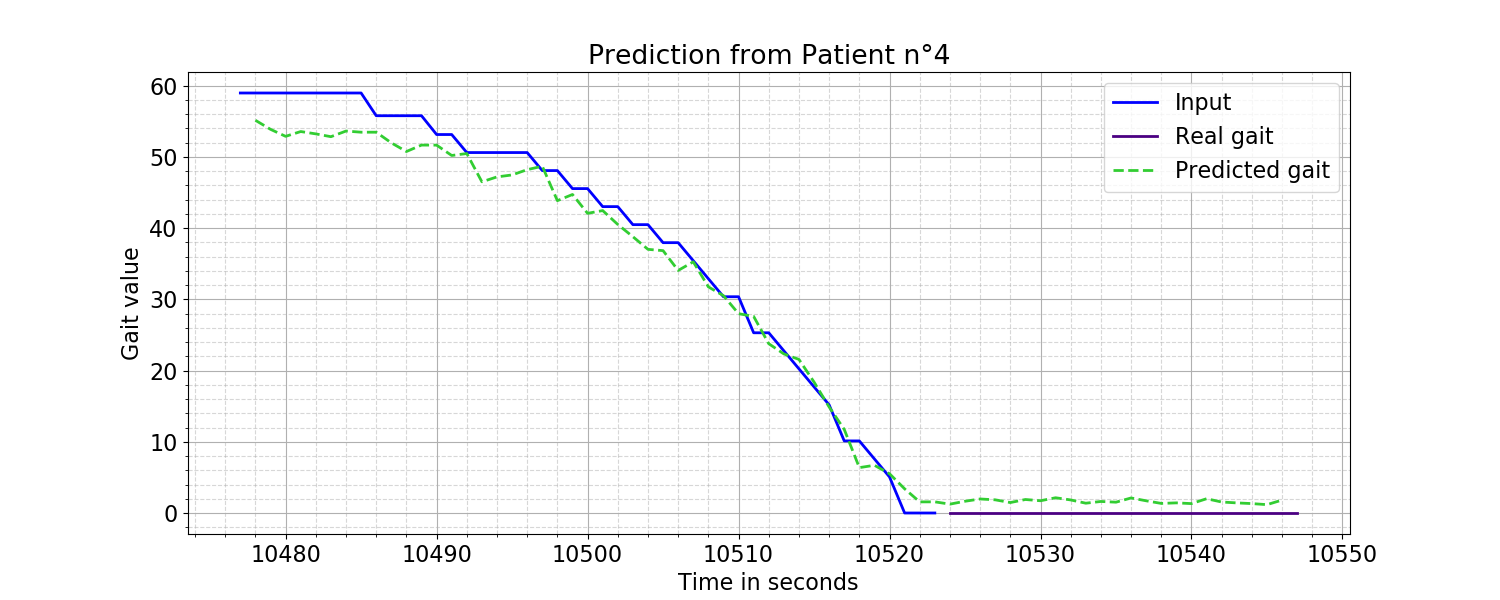 Prediction from Patient n°4
Gait value
60
50
40
30
20
10
0
Input
Real gait
Predicted gait
10480 10490 10500 10510 10520 10530 10540 10550
Time in seconds